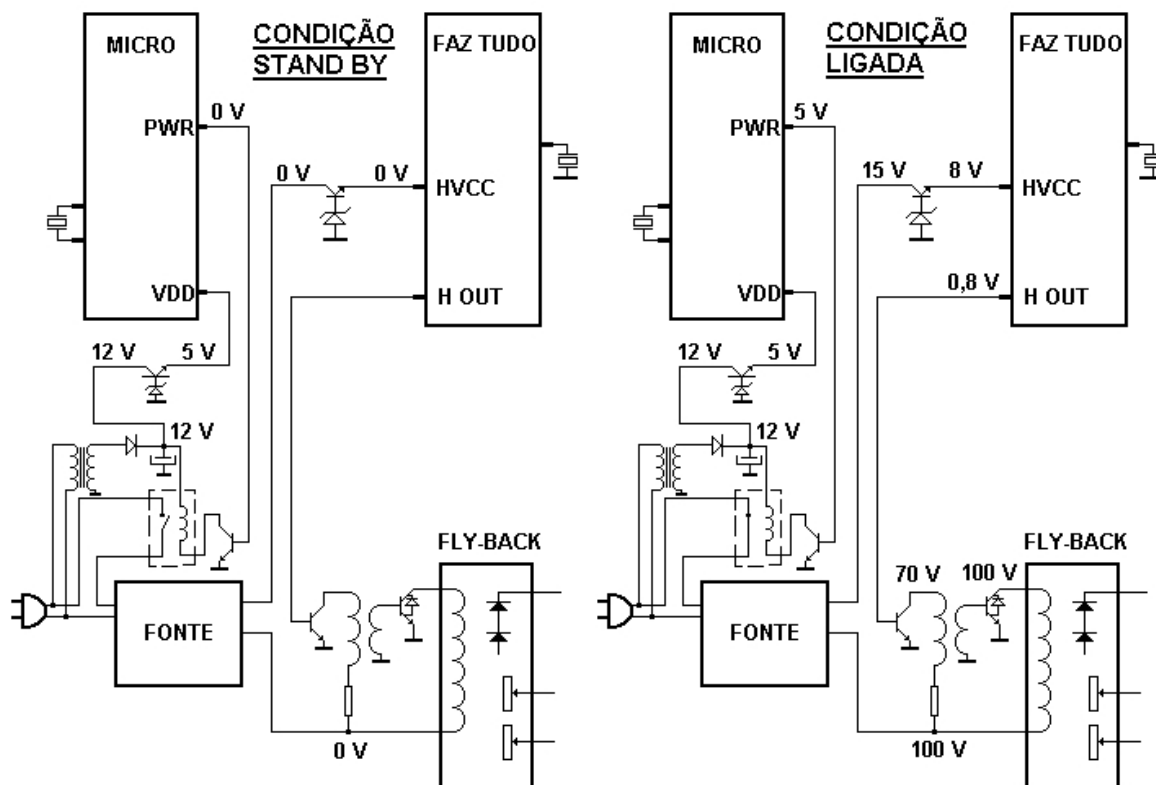 MICRO
CONDIÇÃO
STAND BY
FAZ TUDO
0 V
PWR
0 V
0 V
HVCC
VDD
H OUT
12 V
5 V
12 V
FLY-BACK
FONTE
0 V
MICRO
CONDIÇÃO
LIGADA
FAZ TUDO
5 V
PWR
15 V
8 V
HVCC
VDD
0,8 V
H OUT
12 V
5 V
12 V
FLY-BACK
70 V
100 V
FONTE
100 V